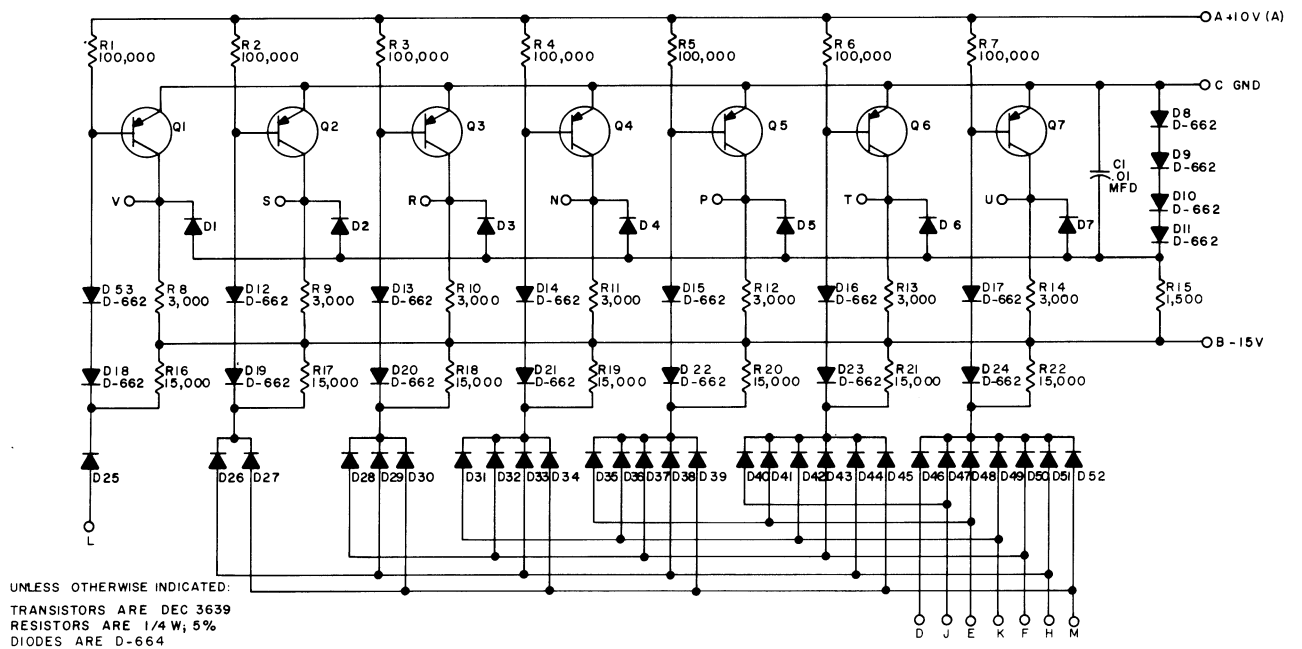 A +10V (A)
R1 100,000
R2 100,000
R3 100,000
R4 100,000
R5 100,000
R6 100,000
R7 100,000
C GND
Q1
Q2
Q3
Q4
Q5
Q6
Q7
D8 D-662
D9 D-662
D10 D-662
D11 D-662
C1 .01 MFD
V
S
R
N
P
T
U
D1
D2
D3
D4
D5
D6
D7
D53 D-662
R8 3,000
D12 D-662
R9 3,000
D13 D-662
R10 3,000
D14 D-662
R11 3,000
D15 D-662
R12 3,000
D16 D-662
R13 3,000
D17 D-662
R14 3,000
R15 1,500
B -15V
D18 D-662
R16 15,000
D19 D-662
R17 15,000
D20 D-662
R18 15,000
D21 D-662
R19 15,000
D22 D-662
R20 15,000
D23 D-662
R21 15,000
D24 D-662
R22 15,000
D25
D26
D27
D28
D29
D30
D31
D32
D33
D34
D35
D36
D37
D38
D39
D40
D41
D42
D43
D44
D45
D46
D47
D48
D49
D50
D51
D52
L
D
J
E
K
F
H
M
UNLESS OTHERWISE INDICATED:
TRANSISTORS ARE DEC 3639
RESISTORS ARE 1/4 W; 5%
DIODES ARE D-664